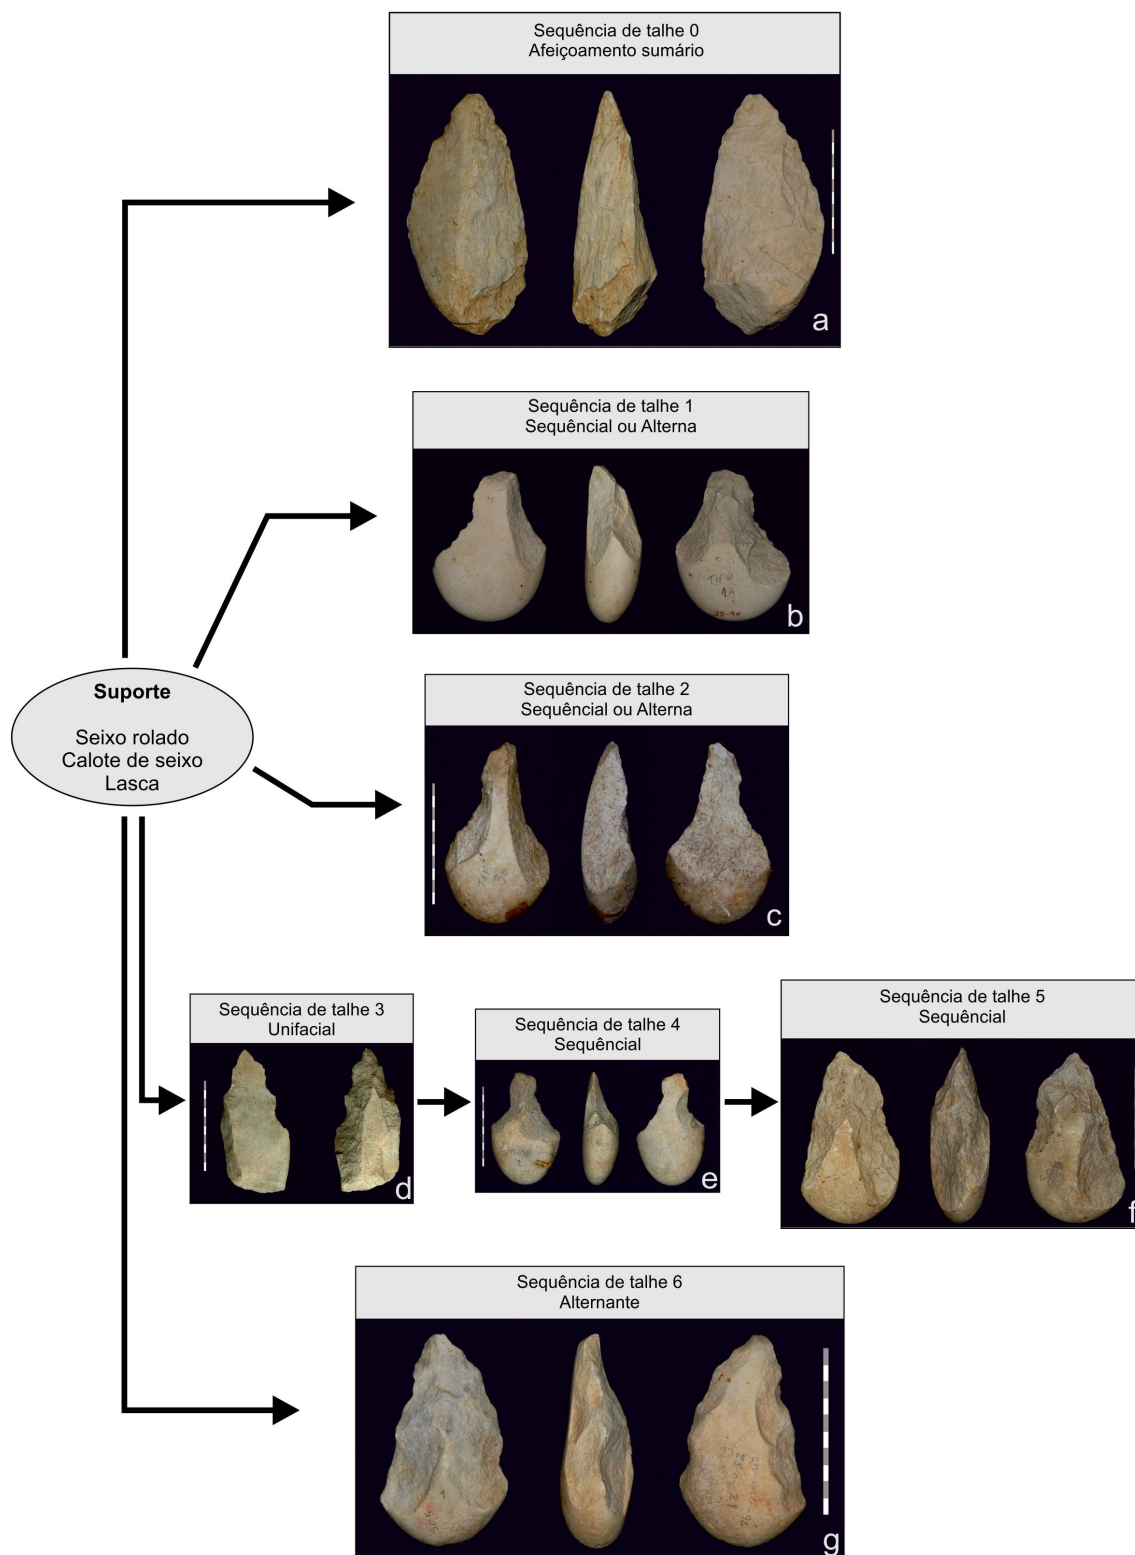 Sequência de talhe 0
Afeiçoamento sumário
a
Sequência de talhe 1
Sequêncial ou Alterna
b
Suporte
Seixo rolado
Calote de seixo
Lasca
Sequência de talhe 2
Sequêncial ou Alterna
c
Sequência de talhe 3
Unifacial
d
Sequência de talhe 4
Sequêncial
e
Sequência de talhe 5
Sequêncial
f
Sequência de talhe 6
Alternante
g